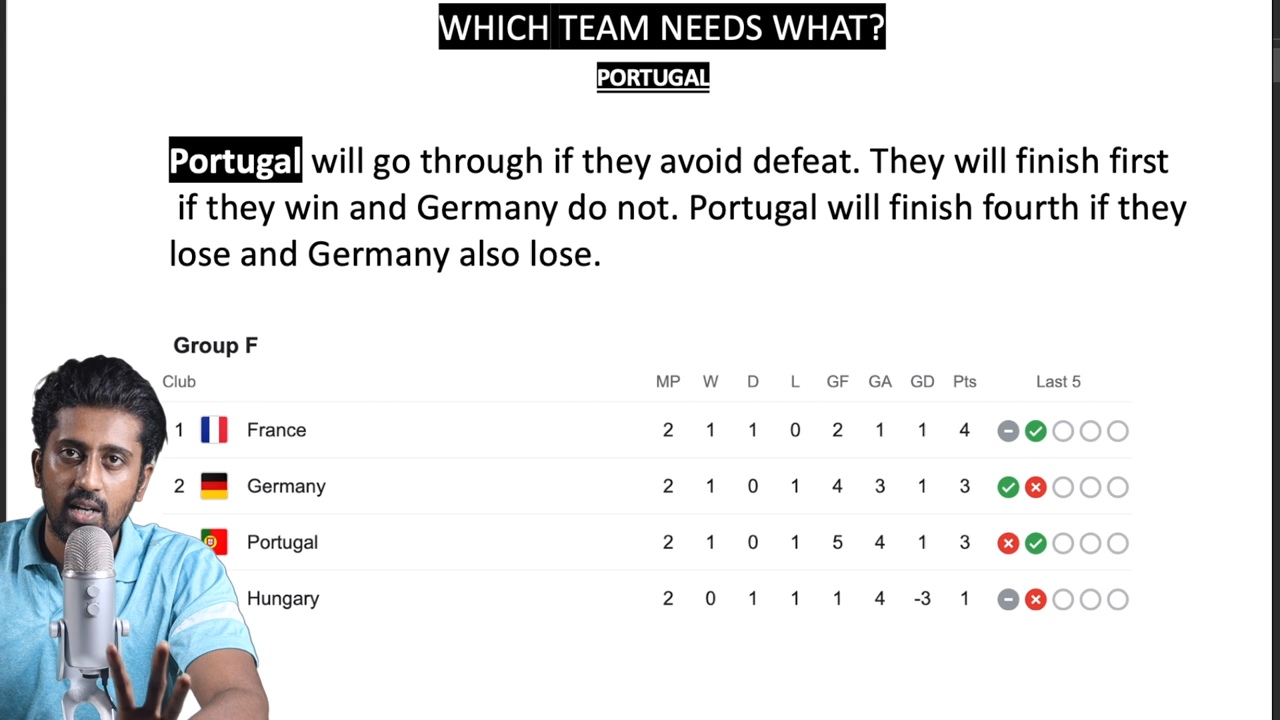 WHICH TEAM NEEDS WHAT?
PORTUGAL
Portugal will go through if they avoid defeat. They will finish first
if they win and Germany do not. Portugal will finish fourth if they
lose and Germany also lose.
Group F
Club MP W D L GF GA GD Pts Last 5
1 France 2 1 1 0 2 1 1 4
2 Germany 2 1 0 1 4 3 1 3
Portugal 2 1 0 1 5 4 1 3
Hungary 2 0 1 1 1 4 -3 1